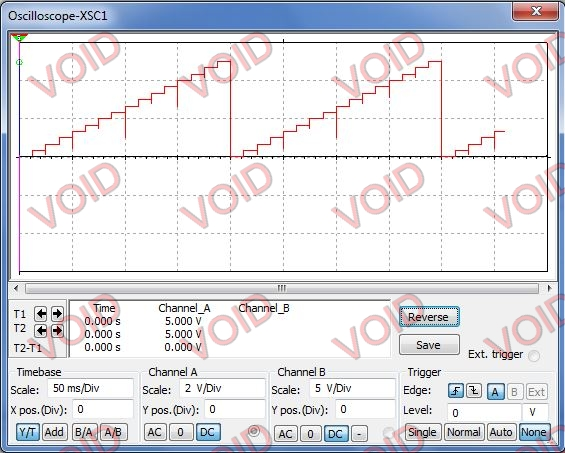 Oscilloscope-XSC1
VOID VOID VOID VOID
VOID VOID VOID VOID
VOID VOID VOID VOID
VOID VOID VOID VOID
Time Channel_A Channel_B
T1 0.000 s 5.000 V
T2 0.000 s 5.000 V
T2-T1 0.000 s 0.000 V
Reverse
Save
Ext. trigger
Timebase
Scale: 50 ms/Div
X pos.(Div): 0
Y/T Add B/A A/B
Channel A
Scale: 2 V/Div
Y pos.(Div): 0
AC 0 DC
Channel B
Scale: 5 V/Div
Y pos.(Div): 0
AC 0 DC -
Trigger
Edge: A B Ext
Level: 0 V
Single Normal Auto None